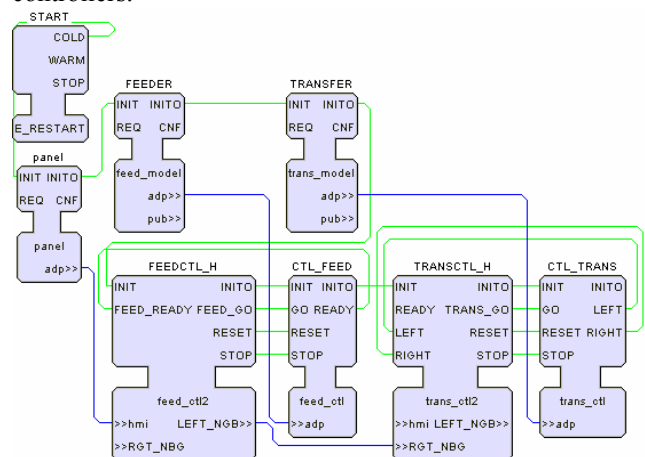 controllers.
START
COLD
WARM
STOP
E_RESTART
FEEDER
INIT INITO
REQ CNF
feed_model
adp>>
pub>>
TRANSFER
INIT INITO
REQ CNF
trans_model
adp>>
pub>>
panel
INIT INITO
REQ CNF
panel
adp>>
FEEDCTL_H
INIT INITO
FEED_READY FEED_GO
RESET
STOP
feed_ctl2
>>hmi LEFT_NGB>>
>>RGT_NBG
CTL_FEED
INIT INITO
GO READY
RESET
STOP
feed_ctl
>>adp
TRANSCTL_H
INIT INITO
READY TRANS_GO
LEFT RESET
RIGHT STOP
trans_ctl2
>>hmi LEFT_NGB>>
>>RGT_NBG
CTL_TRANS
INIT INITO
GO LEFT
RESET RIGHT
STOP
trans_ctl
>>adp